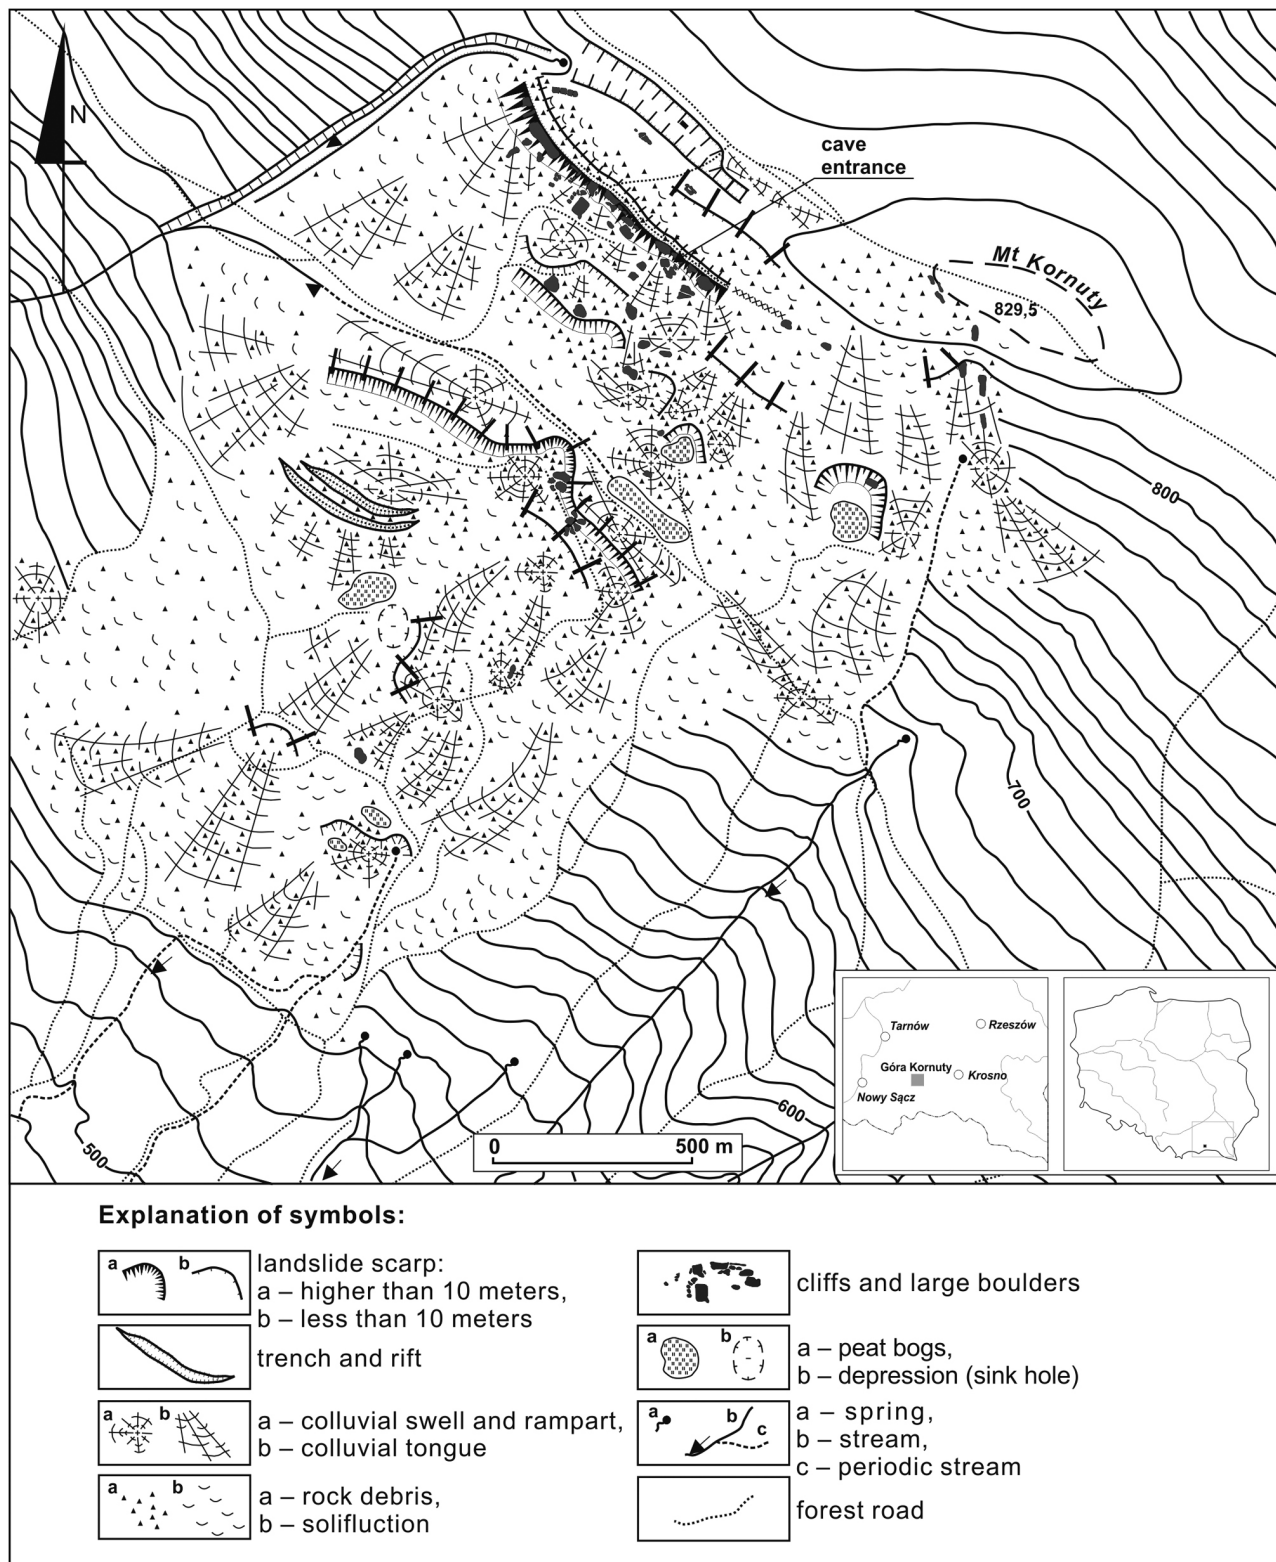 N
cave
entrance
Mt Kornuty
829,5
800
700
600
500
0 500 m
Tarnów
Rzeszów
Góra Kornuty
Krosno
Nowy Sącz
Explanation of symbols:
a b
landslide scarp:
a – higher than 10 meters,
b – less than 10 meters
trench and rift
a b
a – colluvial swell and rampart,
b – colluvial tongue
a b
a – rock debris,
b – solifluction
cliffs and large boulders
a b
a – peat bogs,
b – depression (sink hole)
a b c
a – spring,
b – stream,
c – periodic stream
forest road